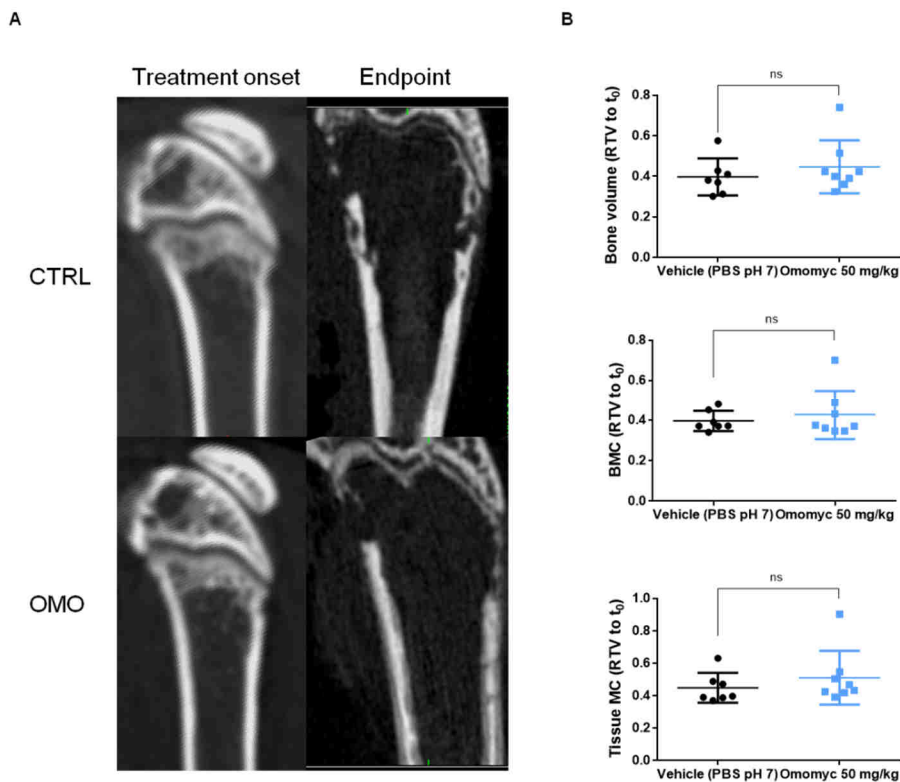 A
B
Treatment onset Endpoint
CTRL
OMO
ns
Bone volume (RTV to t0)
0.8
0.6
0.4
0.2
0.0
Vehicle (PBS pH 7) Omomyc 50 mg/kg
ns
BMC (RTV to t0)
0.8
0.6
0.4
0.2
0.0
Vehicle (PBS pH 7) Omomyc 50 mg/kg
ns
Tissue MC (RTV to t0)
1.0
0.8
0.6
0.4
0.2
0.0
Vehicle (PBS pH 7) Omomyc 50 mg/kg